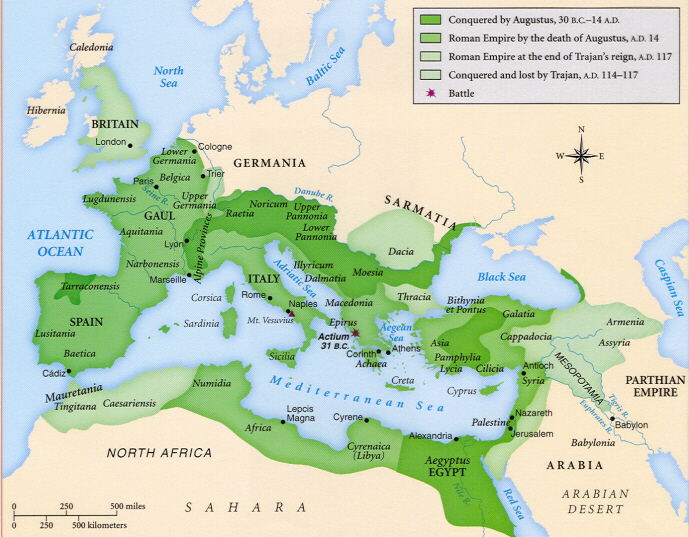 Conquered by Augustus, 30 B.C.–14 A.D.
Roman Empire by the death of Augustus, A.D. 14
Roman Empire at the end of Trajan's reign, A.D. 117
Conquered and lost by Trajan, A.D. 114–117
Battle
Caledonia
North
Sea
Baltic Sea
Hibernia
BRITAIN
London
N
W
E
S
Cologne
Lower
Germania
GERMANIA
Belgica
Trier
Paris
Seine R.
Upper
Germania
Lugdunensis
GAUL
Danube R.
SARMATIA
Noricum
Raetia
Upper
Pannonia
Lower
Pannonia
ATLANTIC
OCEAN
Aquitania
Lyon
Alpine Provinces
Dacia
Narbonensis
Marseille
Illyricum
Dalmatia
Moesia
Black Sea
Caspian Sea
ITALY
Adriatic Sea
Tarraconensis
Corsica
Rome
Naples
Macedonia
Thracia
Bithynia
et Pontus
Galatia
Armenia
Sardinia
Mt. Vesuvius
Epirus
SPAIN
Actium
31 B.C.
Aegean
Sea
Asia
Cappadocia
Assyria
Lusitania
Corinth
Athens
Achaea
Pamphylia
Lycia
Cilicia
Antioch
Syria
MESOPOTAMIA
PARTHIAN
EMPIRE
Baetica
Sicilia
Cádiz
Mauretania
Tingitana
Caesariensis
Numidia
Mediterranean Sea
Creta
Cyprus
Tigris R.
Euphrates R.
Babylon
Nazareth
Palestine
Jerusalem
Babylonia
Lepcis
Magna
Cyrene
Africa
Alexandria
Cyrenaica
(Libya)
Aegyptus
EGYPT
ARABIA
NORTH AFRICA
Nile R.
Red Sea
ARABIAN
DESERT
SAHARA
0 250 500 miles
0 250 500 kilometers